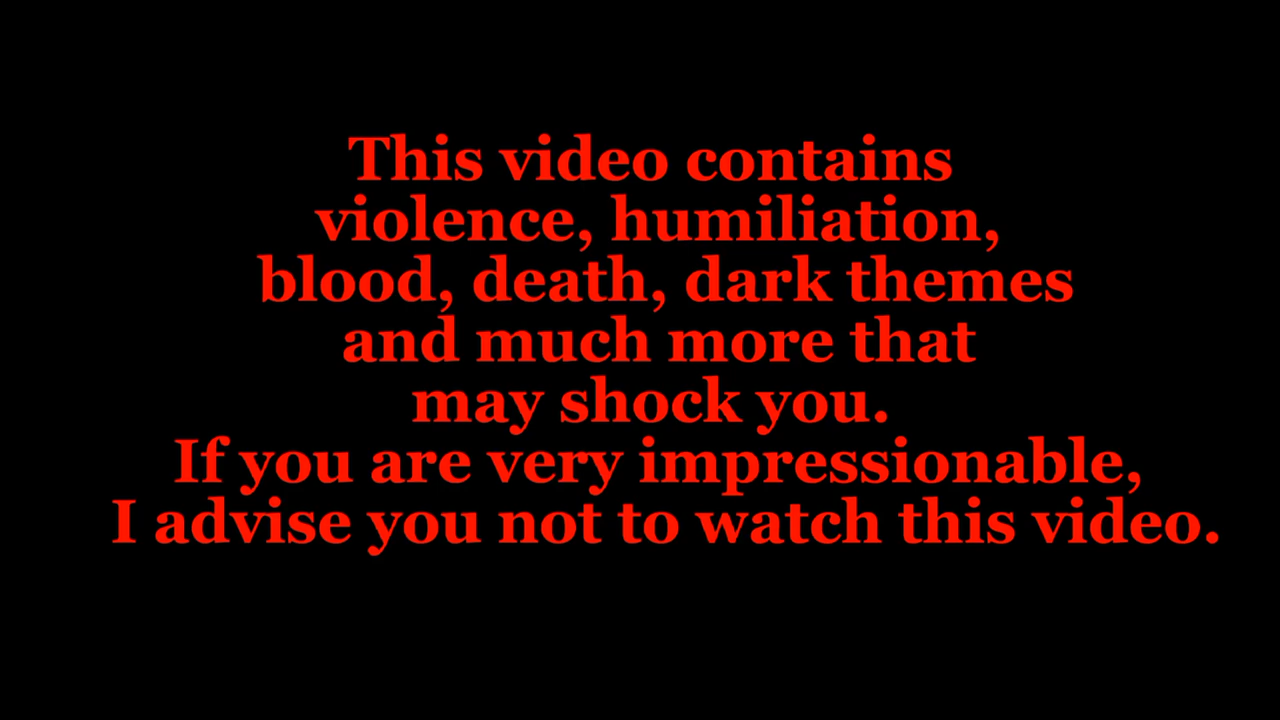 This video contains
violence, humiliation,
blood, death, dark themes
and much more that
may shock you.
If you are very impressionable,
I advise you not to watch this video.